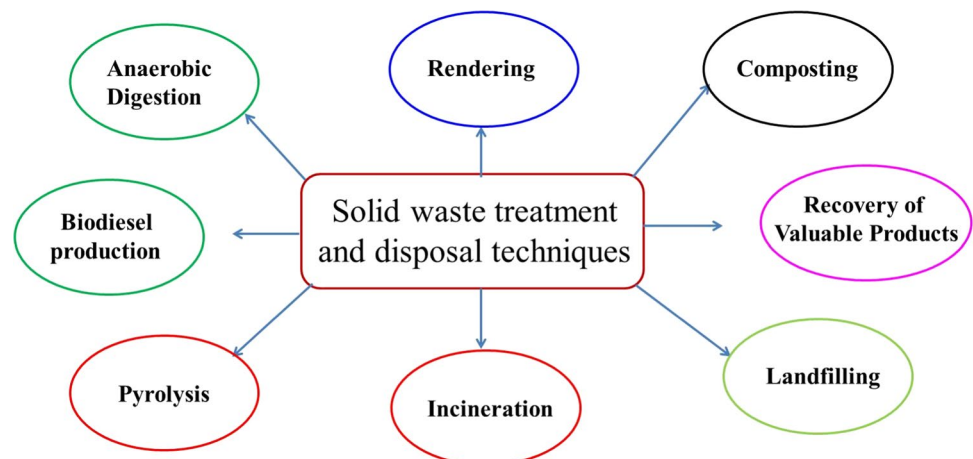 Anaerobic
Digestion
Rendering
Composting
Biodiesel
production
Solid waste treatment
and disposal techniques
Recovery of
Valuable Products
Pyrolysis
Incineration
Landfilling